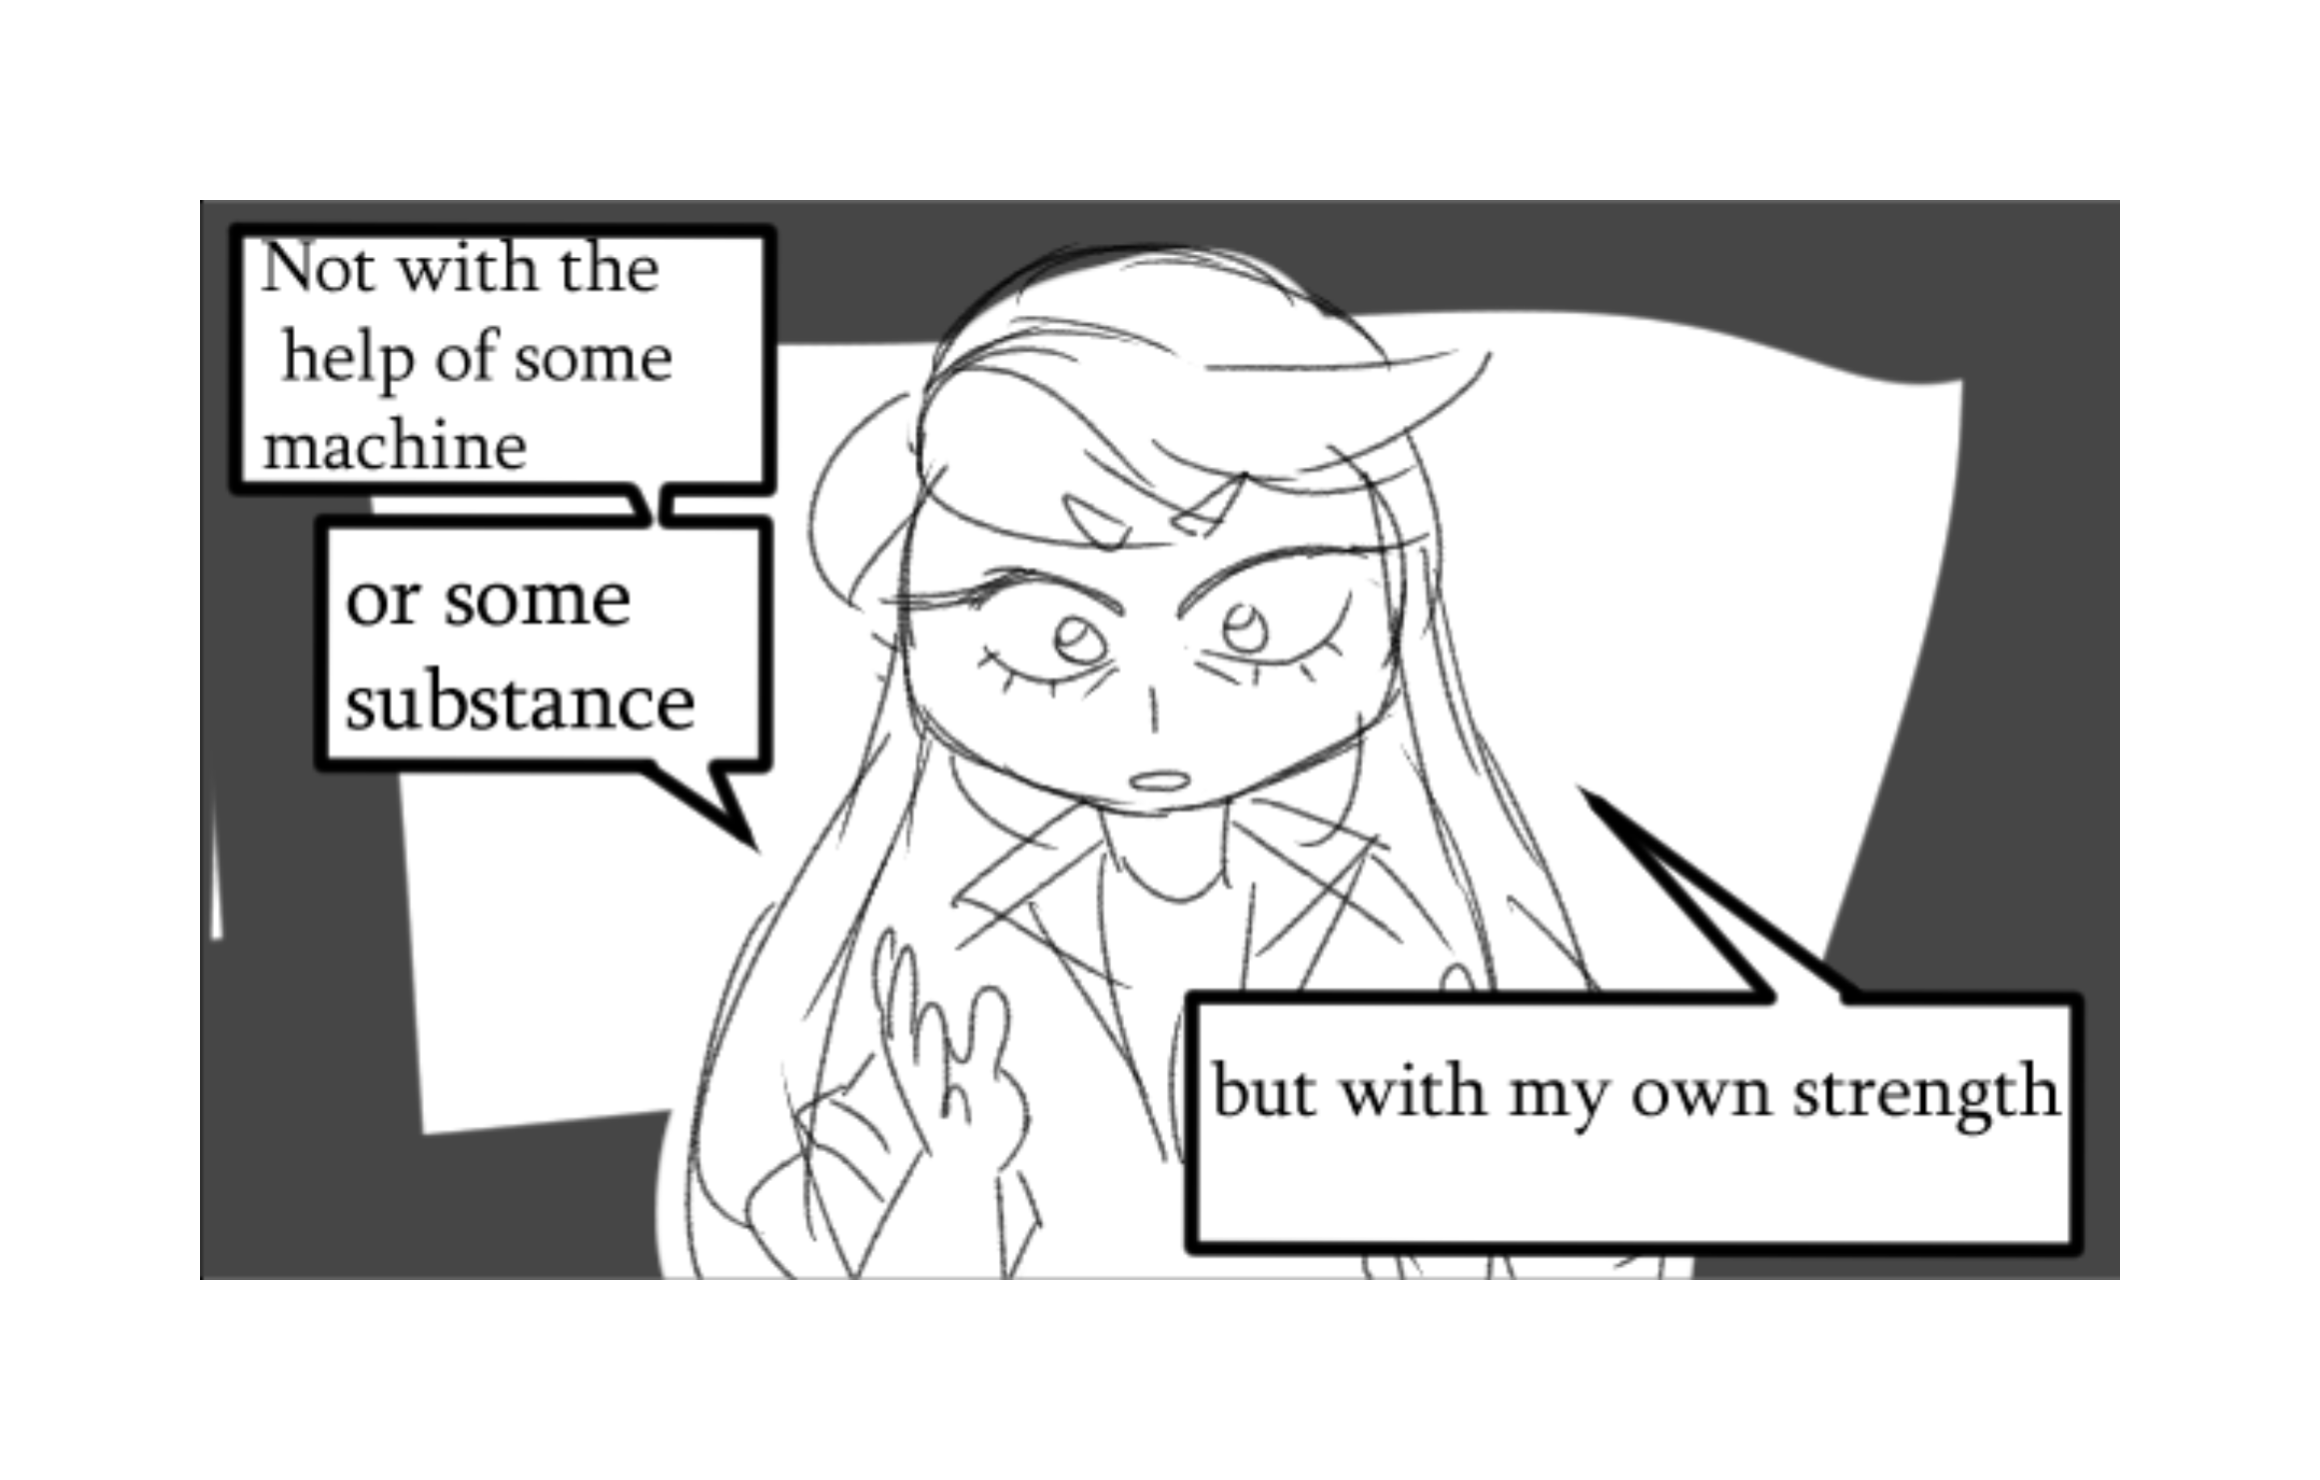 Not with the
help of some
machine
or some
substance
but with my own strength